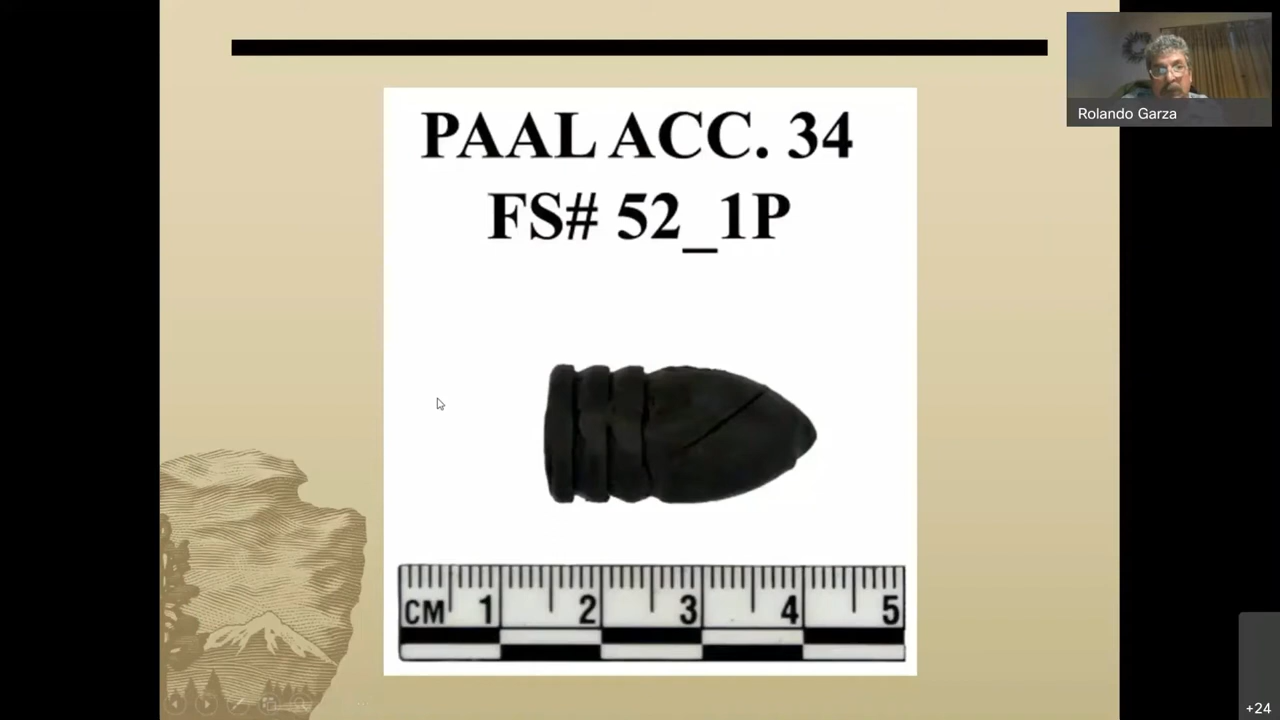 PAAL ACC. 34
FS# 52_1P
Rolando Garza
CM 1 2 3 4 5
+24